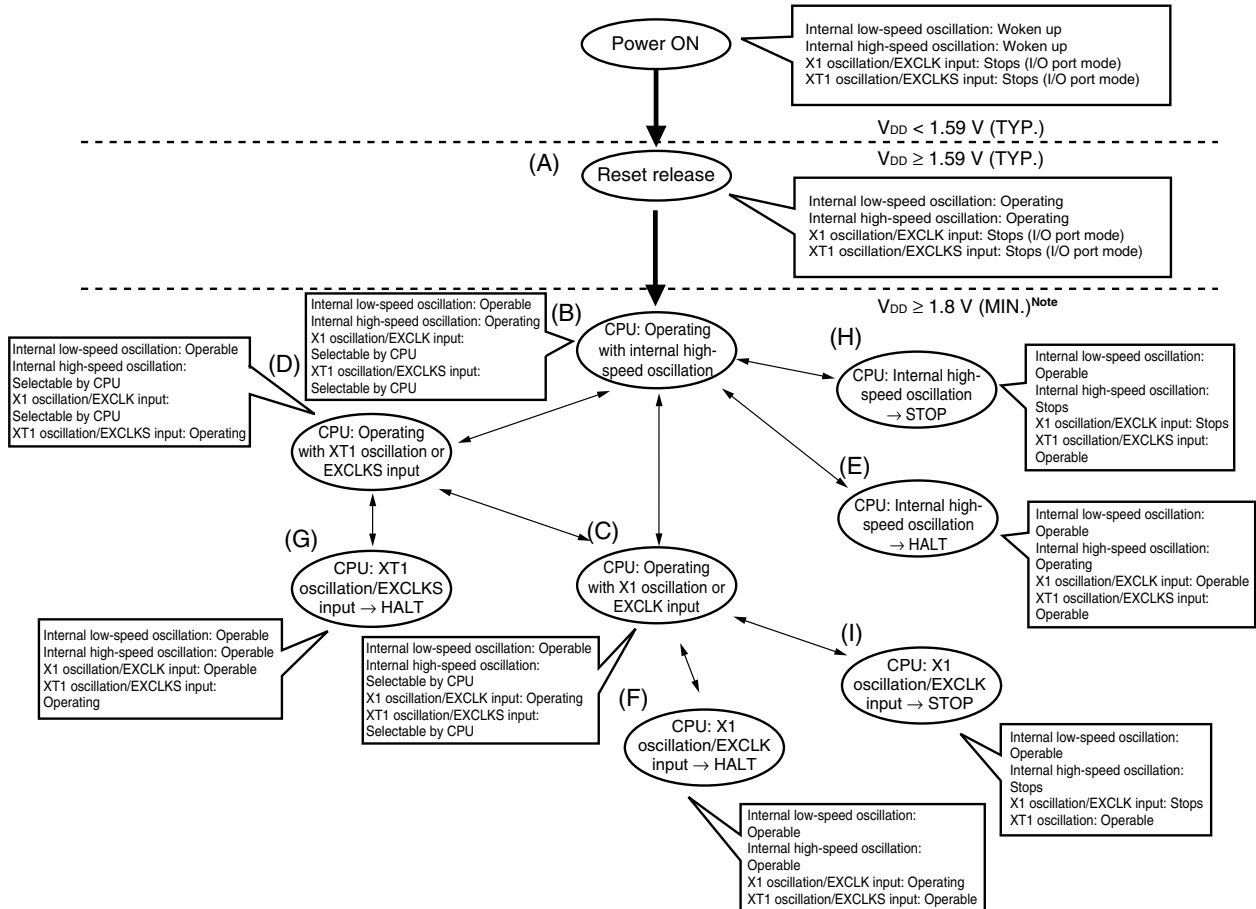 Power ON
Internal low-speed oscillation: Woken up
Internal high-speed oscillation: Woken up
X1 oscillation/EXCLK input: Stops (I/O port mode)
XT1 oscillation/EXCLKS input: Stops (I/O port mode)
VDD < 1.59 V (TYP.)
(A)
VDD ≥ 1.59 V (TYP.)
Reset release
Internal low-speed oscillation: Operating
Internal high-speed oscillation: Operating
X1 oscillation/EXCLK input: Stops (I/O port mode)
XT1 oscillation/EXCLKS input: Stops (I/O port mode)
VDD ≥ 1.8 V (MIN.)Note
Internal low-speed oscillation: Operable
Internal high-speed oscillation: Operating
X1 oscillation/EXCLK input:
Selectable by CPU
XT1 oscillation/EXCLKS input:
Selectable by CPU
(B)
CPU: Operating
with internal high-
speed oscillation
(H)
CPU: Internal high-
speed oscillation
→ STOP
Internal low-speed oscillation:
Operable
Internal high-speed oscillation:
Stops
X1 oscillation/EXCLK input: Stops
XT1 oscillation/EXCLKS input:
Operable
Internal low-speed oscillation: Operable
Internal high-speed oscillation:
Selectable by CPU
X1 oscillation/EXCLK input:
Selectable by CPU
XT1 oscillation/EXCLKS input: Operating
(D)
CPU: Operating
with XT1 oscillation or
EXCLKS input
(E)
CPU: Internal high-
speed oscillation
→ HALT
Internal low-speed oscillation:
Operable
Internal high-speed oscillation:
Operating
X1 oscillation/EXCLK input: Operable
XT1 oscillation/EXCLKS input:
Operable
(G)
CPU: XT1
oscillation/EXCLKS
input → HALT
Internal low-speed oscillation: Operable
Internal high-speed oscillation: Operable
X1 oscillation/EXCLK input: Operable
XT1 oscillation/EXCLKS input:
Operating
(C)
CPU: Operating
with X1 oscillation or
EXCLK input
Internal low-speed oscillation: Operable
Internal high-speed oscillation:
Selectable by CPU
X1 oscillation/EXCLK input: Operating
XT1 oscillation/EXCLKS input:
Selectable by CPU
(I)
CPU: X1
oscillation/EXCLK
input → STOP
Internal low-speed oscillation:
Operable
Internal high-speed oscillation:
Stops
X1 oscillation/EXCLK input: Stops
XT1 oscillation: Operable
(F)
CPU: X1
oscillation/EXCLK
input → HALT
Internal low-speed oscillation:
Operable
Internal high-speed oscillation:
Operable
X1 oscillation/EXCLK input: Operating
XT1 oscillation/EXCLKS input: Operable